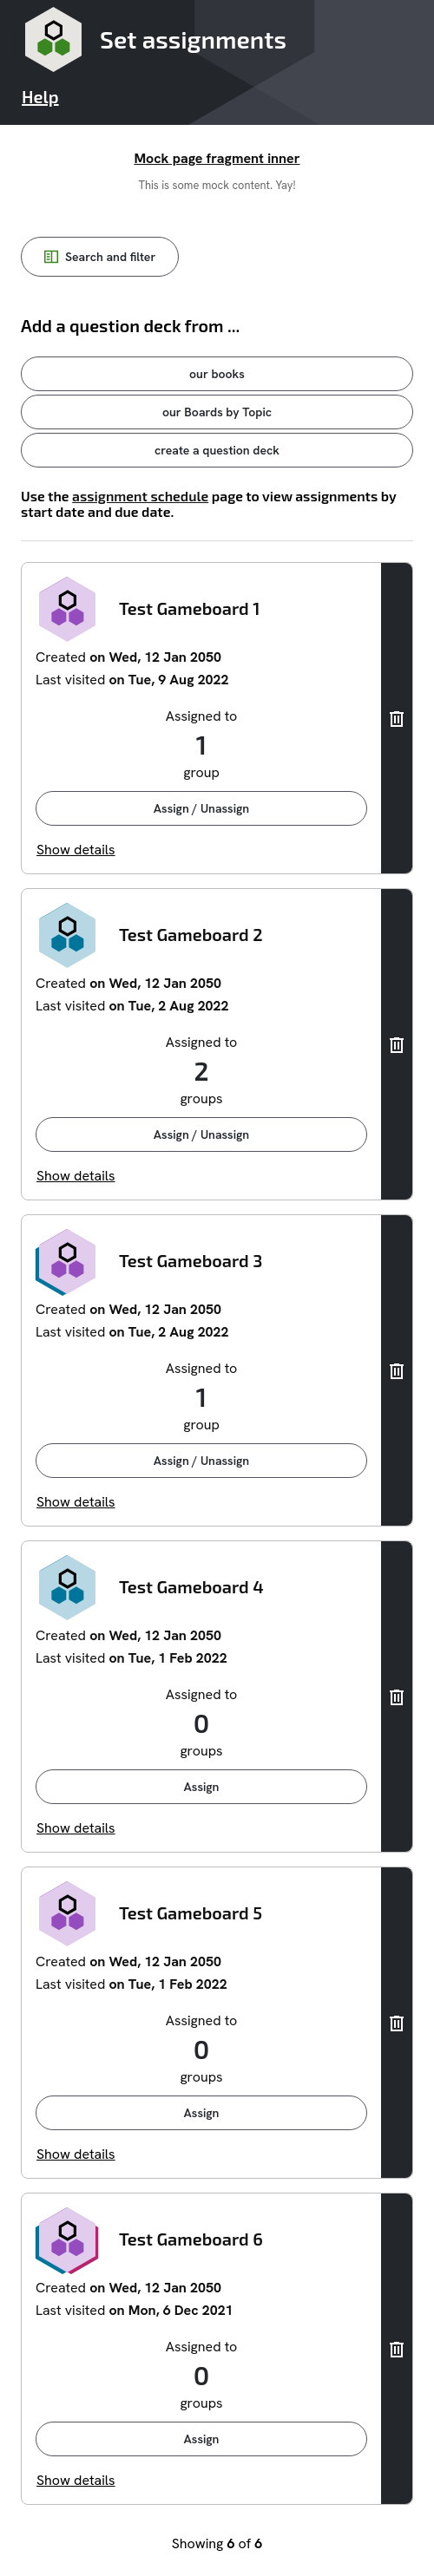 Set assignments
Help
Mock page fragment inner
This is some mock content. Yay!
Search and filter
Add a question deck from ...
our books
our Boards by Topic
create a question deck
Use the assignment schedule page to view assignments by
start date and due date.
Test Gameboard 1
Created on Wed, 12 Jan 2050
Last visited on Tue, 9 Aug 2022
Assigned to
1
group
Assign / Unassign
Show details
Test Gameboard 2
Created on Wed, 12 Jan 2050
Last visited on Tue, 2 Aug 2022
Assigned to
2
groups
Assign / Unassign
Show details
Test Gameboard 3
Created on Wed, 12 Jan 2050
Last visited on Tue, 2 Aug 2022
Assigned to
1
group
Assign / Unassign
Show details
Test Gameboard 4
Created on Wed, 12 Jan 2050
Last visited on Tue, 1 Feb 2022
Assigned to
0
groups
Assign
Show details
Test Gameboard 5
Created on Wed, 12 Jan 2050
Last visited on Tue, 1 Feb 2022
Assigned to
0
groups
Assign
Show details
Test Gameboard 6
Created on Wed, 12 Jan 2050
Last visited on Mon, 6 Dec 2021
Assigned to
0
groups
Assign
Show details
Showing 6 of 6